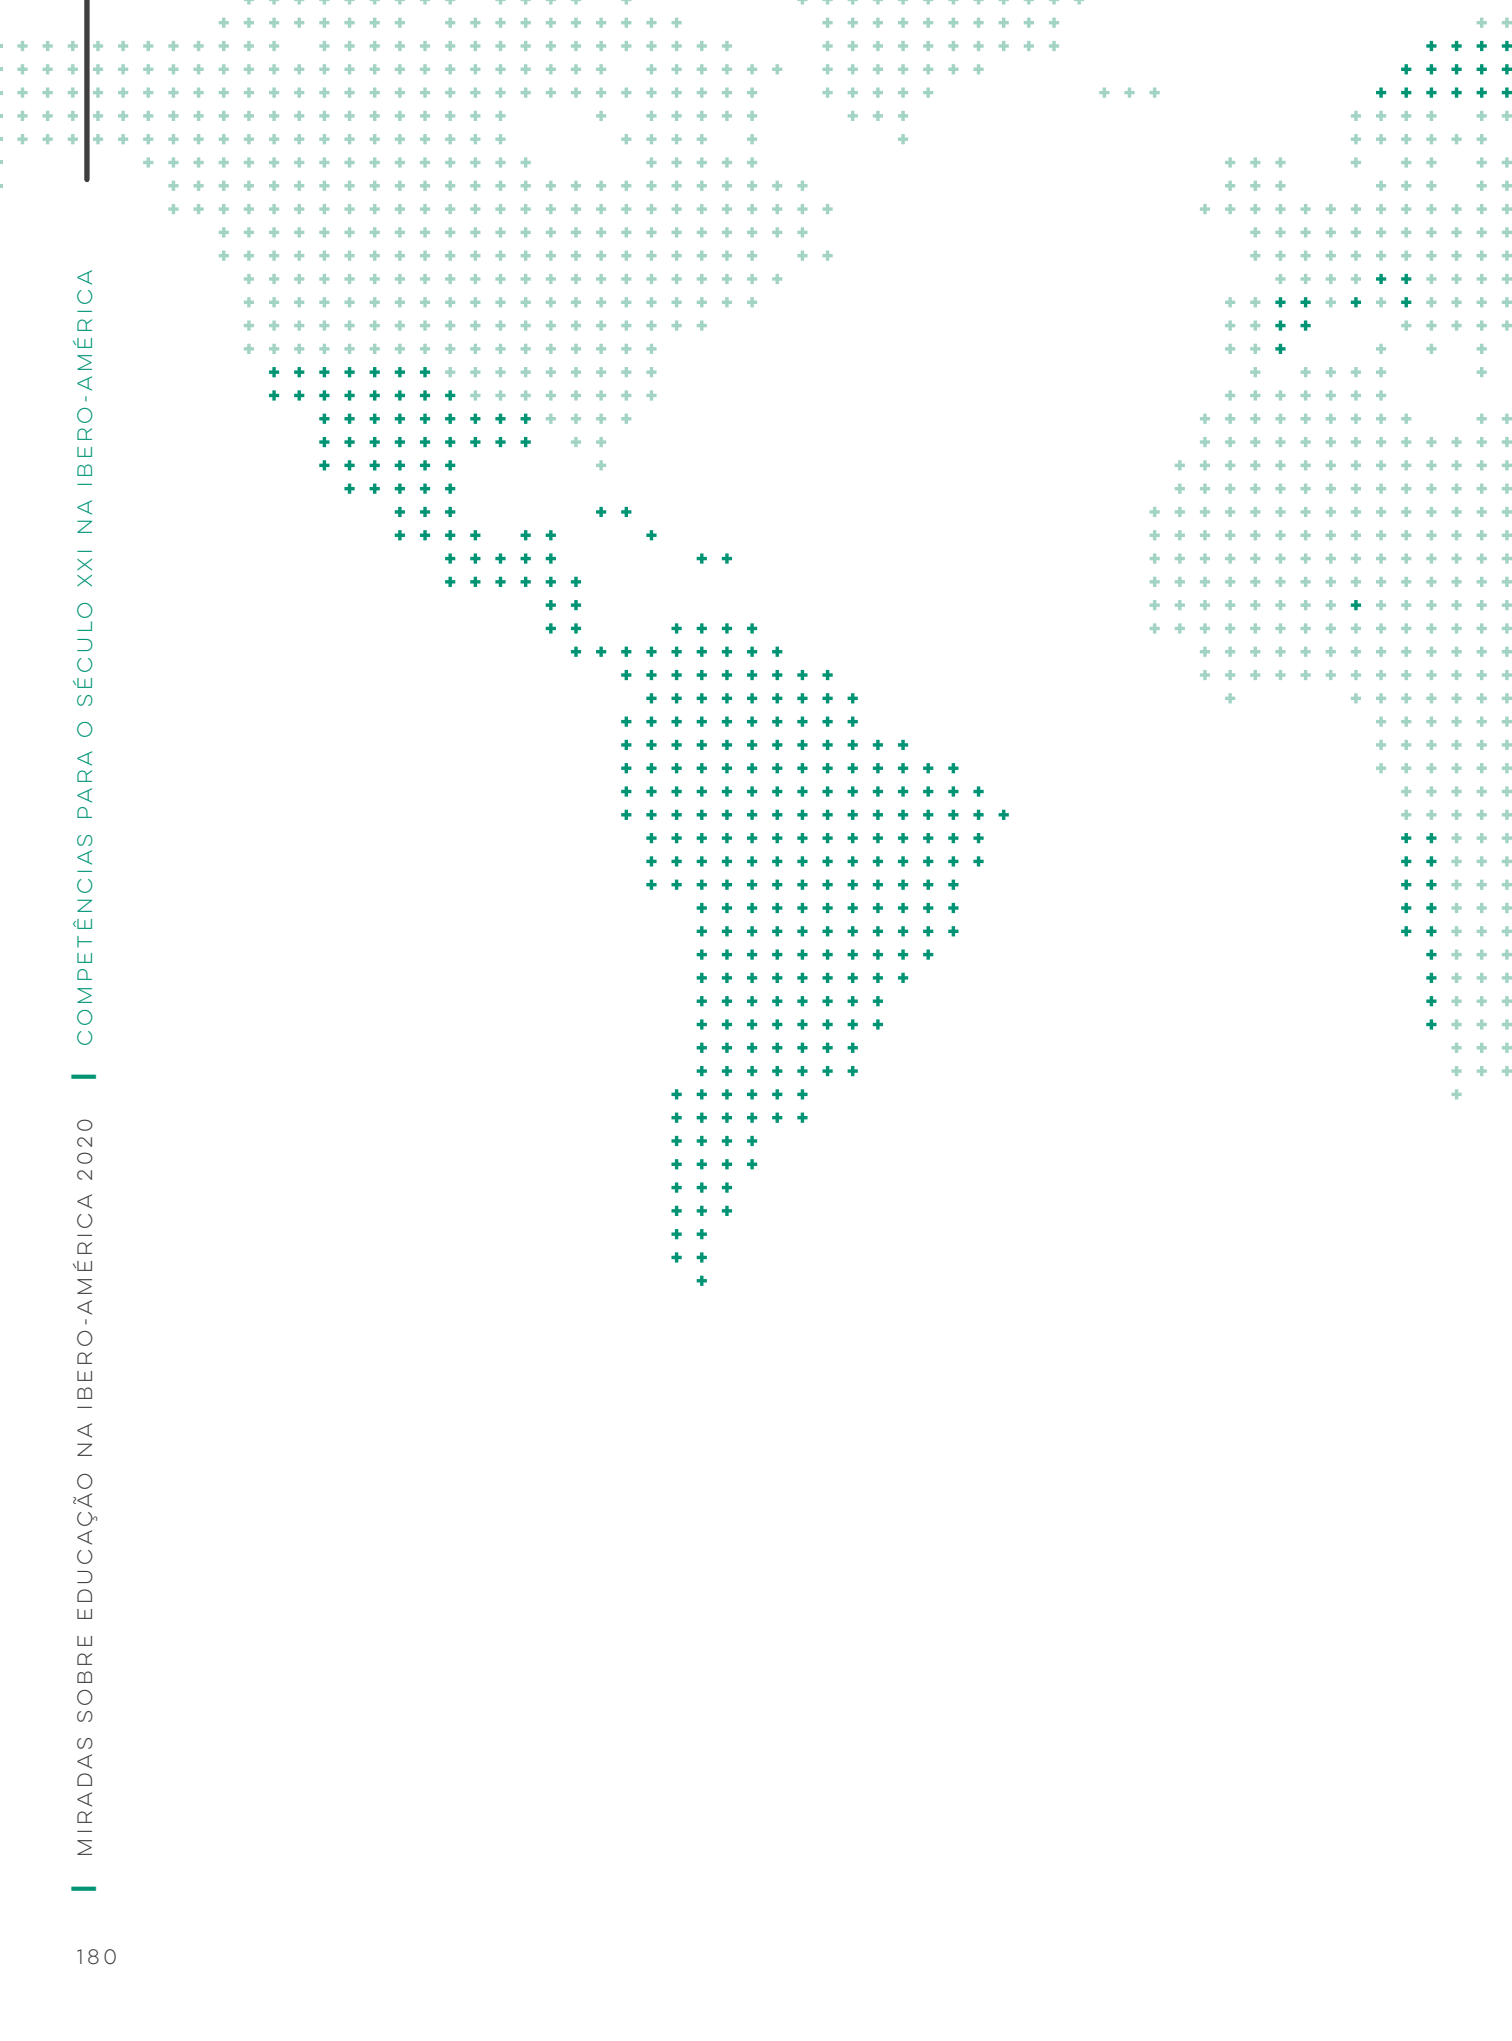 MIRADAS SOBRE EDUCAÇÃO NA IBERO-AMÉRICA 2020
COMPETÊNCIAS PARA O SÉCULO XXI NA IBERO-AMÉRICA
180